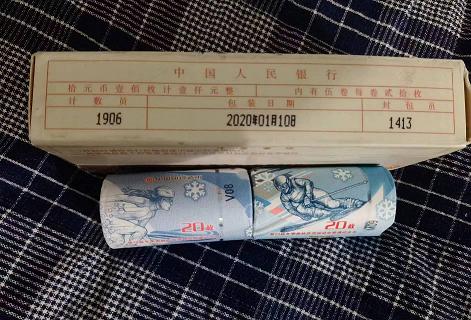 中国人民银行
拾元币壹佰枚计壹仟元整 内有伍卷每卷贰拾枚
计数员 包装日期 封包员
1906 2020年01月10日 1413
V08
20枚 20枚